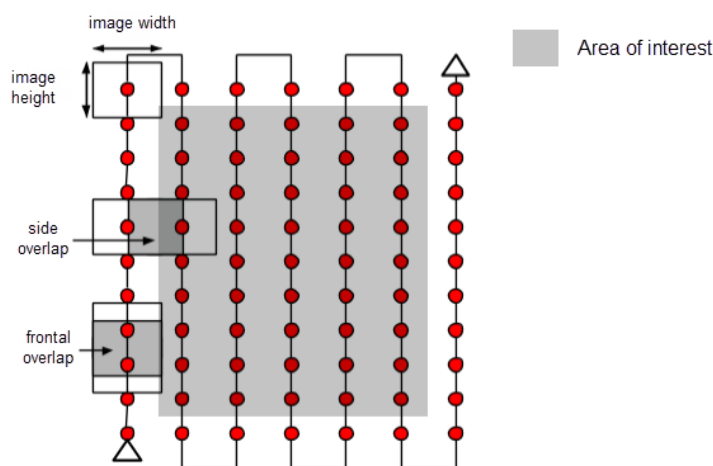 image width
Area of interest
image
height
side
overlap
frontal
overlap